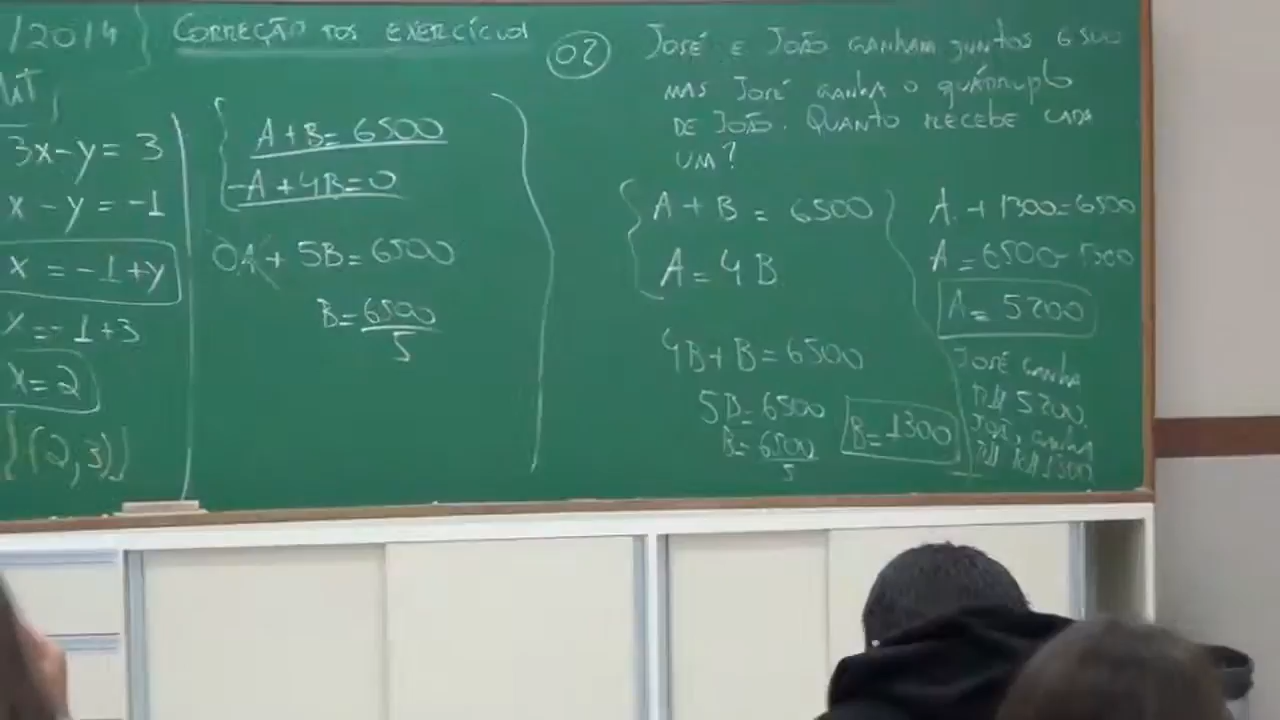 /2014
CORREÇÃO DOS EXERCÍCIOS
MT,
3x-y=3
x-y=-1
x=-1+y
x=-1+3
x=2
{(2,3)}
A+B=6500
-A+4B=0
0A+5B=6500
B=6500/5
02 JOSÉ E JOÃO GANHAM JUNTOS 6500
MAS JOSÉ GANHA O QUÁDRUPLO
DE JOÃO. QUANTO RECEBE CADA
UM?
A+B=6500
A=4B
4B+B=6500
5B=6500
B=6500/5
B=1300
A+1300=6500
A=6500-1300
A=5200
JOSÉ GANHA
R$ 5200.
JOÃO, GANHA
R$ 1300